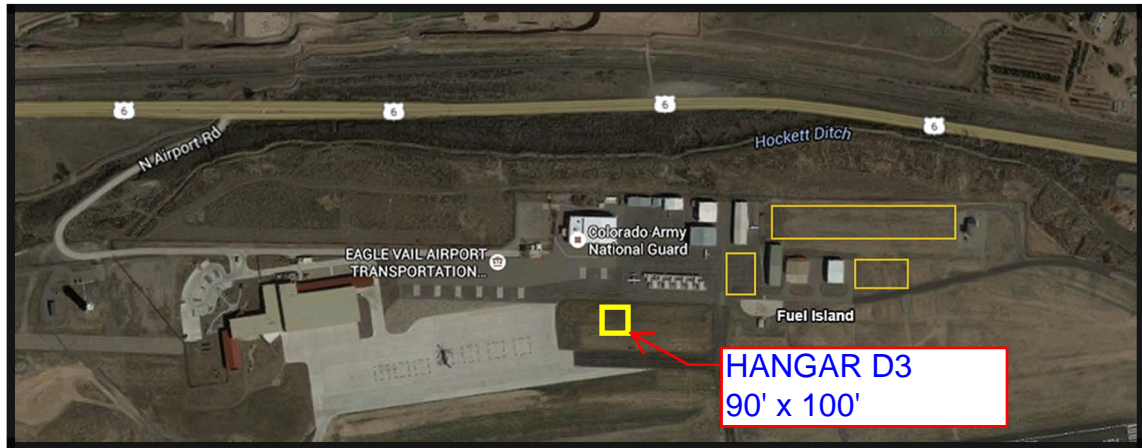 6
6
6
6
N Airport Rd
Hockett Ditch
Colorado Army
National Guard
EAGLE VAIL AIRPORT
TRANSPORTATION...
Fuel Island
HANGAR D3
90' x 100'